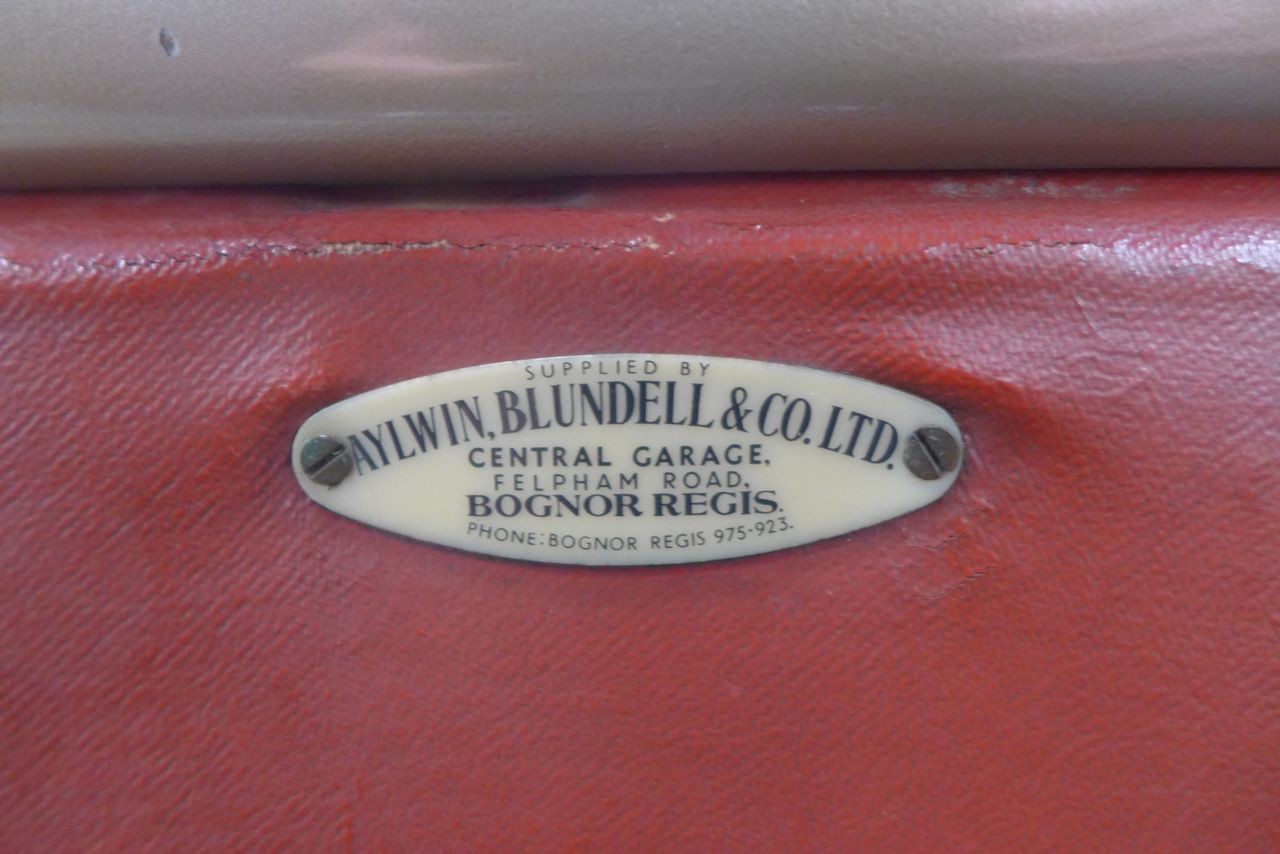 SUPPLIED BY
AYLWIN, BLUNDELL & CO. LTD.
CENTRAL GARAGE,
FELPHAM ROAD,
BOGNOR REGIS.
PHONE: BOGNOR REGIS 975-923.